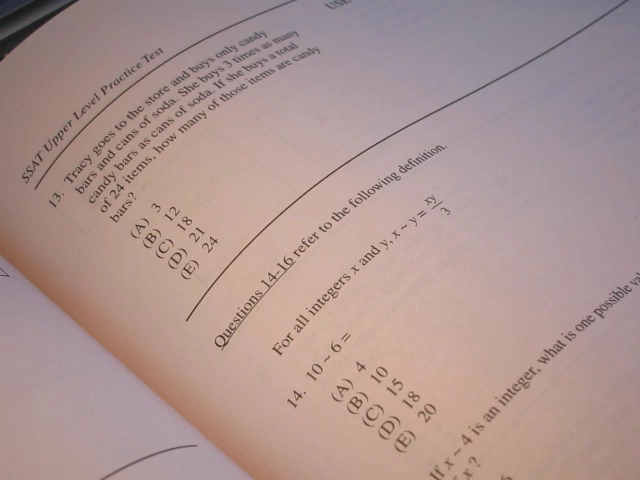 SSAT Upper Level Practice Test
USE
13. Tracy goes to the store and buys only candy
bars and cans of soda. She buys 3 times as many
candy bars as cans of soda. If she buys a total
of 24 items, how many of those items are candy
bars?
(A) 3
(B) 12
(C) 18
(D) 21
(E) 24
Questions 14–16 refer to the following definition.
For all integers x and y, x ~ y = xy/3
14. 10 ~ 6 =
(A) 4
(B) 10
(C) 15
(D) 18
(E) 20
If x ~ 4 is an integer, what is one possible
x?